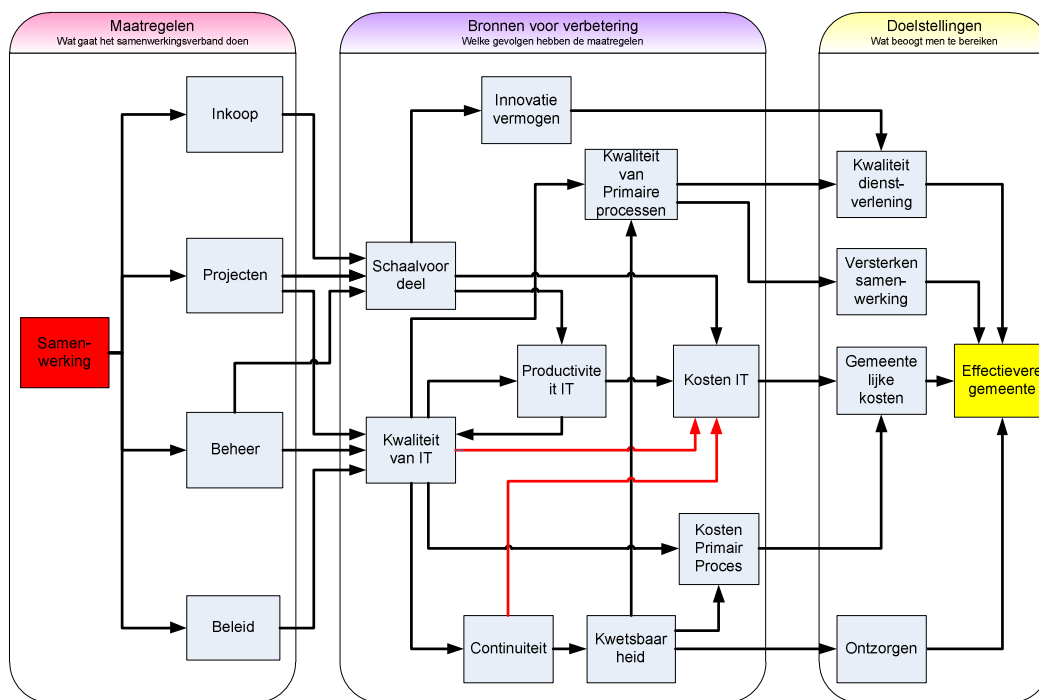 Maatregelen
Wat gaat het samenwerkingsverband doen
Bronnen voor verbetering
Welke gevolgen hebben de maatregelen
Doelstellingen
Wat beoogt men te bereiken
Samen-
werking
Inkoop
Projecten
Beheer
Beleid
Innovatie
vermogen
Kwaliteit
van
Primaire
processen
Schaalvoor
deel
Productivite
it IT
Kosten IT
Kwaliteit
van IT
Kosten
Primair
Proces
Continuiteit
Kwetsbaar
heid
Kwaliteit
dienst-
verlening
Versterken
samen-
werking
Gemeente
lijke
kosten
Effectievere
gemeente
Ontzorgen